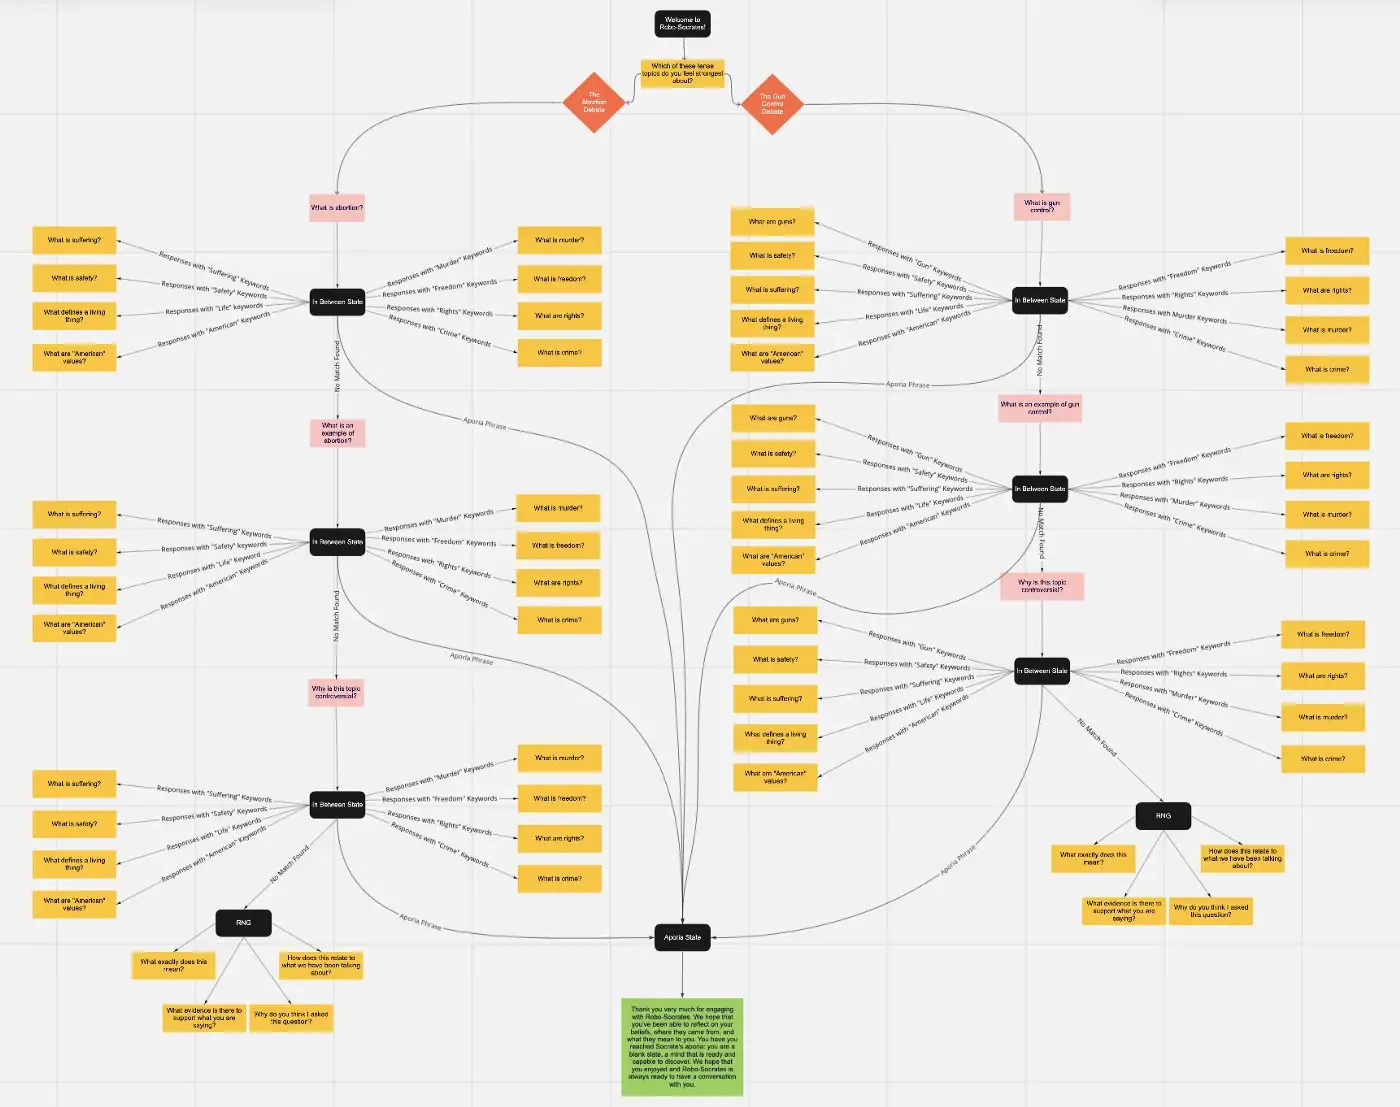 Welcome to
Robo-Socrates!
Which of these tense
topics do you feel strongest
about?
The
Abortion
Debate
The Gun
Control
Debate
What is abortion?
What is suffering?
What is safety?
What defines a living
thing?
What are "American"
values?
Responses with "Suffering" Keywords
Responses with "Safety" Keywords
Responses with "Life" Keywords
Responses with "American" Keywords
In Between State
Responses with "Murder" Keywords
Responses with "Freedom" Keywords
Responses with "Rights" Keywords
Responses with "Crime" Keywords
What is murder?
What is freedom?
What are rights?
What is crime?
No Match Found
Aporia Phrase
What is an
example of
abortion?
What is suffering?
What is safety?
What defines a living
thing?
What are "American"
values?
Responses with "Suffering" Keywords
Responses with "Safety" keywords
Responses with "Life" Keyword
Responses with "American" Keywords
In Between State
Responses with "Murder" Keywords
Responses with "Freedom" Keywords
Responses with "Rights" Keywords
Responses with "Crime" Keywords
What is murder?
What is freedom?
What are rights?
What is crime?
No Match Found
Aporia Phrase
Why is this topic
controversial?
What is suffering?
What is safety?
What defines a living
thing?
What are "American"
values?
Responses with "Suffering" Keywords
Responses with "Safety" Keywords
Responses with "Life" Keywords
Responses with "American" Keywords
In Between State
Responses with "Murder" Keywords
Responses with "Freedom" Keywords
Responses with "Rights" Keywords
Responses with "Crime" Keywords
What is murder?
What is freedom?
What are rights?
What is crime?
No Match Found
Aporia Phrase
RNG
What exactly does this
mean?
How does this relate to
what we have been talking
about?
What evidence is there to
support what you are
saying?
Why do you think I asked
this question?
What is gun
control?
What are guns?
What is safety?
What is suffering?
What defines a living
thing?
What are "American"
values?
Responses with "Gun" Keywords
Responses with "Safety" Keywords
Responses with "Suffering" Keywords
Responses with "Life" Keywords
Responses with "American" Keywords
In Between State
Responses with "Freedom" Keywords
Responses with "Rights" Keywords
Responses with Murder Keywords
Responses with "Crime" Keywords
What is freedom?
What are rights?
What is murder?
What is crime?
No Match Found
Aporia Phrase
What is an example of gun
control?
What are guns?
What is safety?
What is suffering?
What defines a living
thing?
What are "American"
values?
Responses with "Gun" Keywords
Responses with "Safety" Keywords
Responses with "Suffering" Keywords
Responses with "Life" Keywords
Responses with "American" Keywords
In Between State
Responses with "Freedom" Keywords
Responses with "Rights" Keywords
Responses with "Murder" Keywords
Responses with "Crime" Keywords
What is freedom?
What are rights?
What is murder?
What is crime?
No Match Found
Aporia Phrase
Why is this topic
controversial?
What are guns?
What is safety?
What is suffering?
What defines a living
thing?
What are "American"
values?
Responses with "Gun" Keywords
Responses with "Safety" Keywords
Responses with "Suffering" Keywords
Responses with "Life" Keywords
Responses with "American" Keywords
In Between State
Responses with "Freedom" Keywords
Responses with "Rights" Keywords
Responses with "Murder" Keywords
Responses with "Crime" Keywords
What is freedom?
What are rights?
What is murder?
What is crime?
No Match Found
Aporia Phrase
RNG
What exactly does this
mean?
How does this relate to
what we have been talking
about?
What evidence is there to
support what you are
saying?
Why do you think I asked
this question?
Aporia State
Thank you very much for engaging
with Robo-Socrates. We hope that
you've been able to reflect on your
beliefs, where they came from, and
what they mean to you. You have you
reached Socrate's aporia: you are a
blank slate, a mind that is ready and
capable to discover. We hope that
you enjoyed and Robo-Socrates is
always ready to have a conversation
with you.